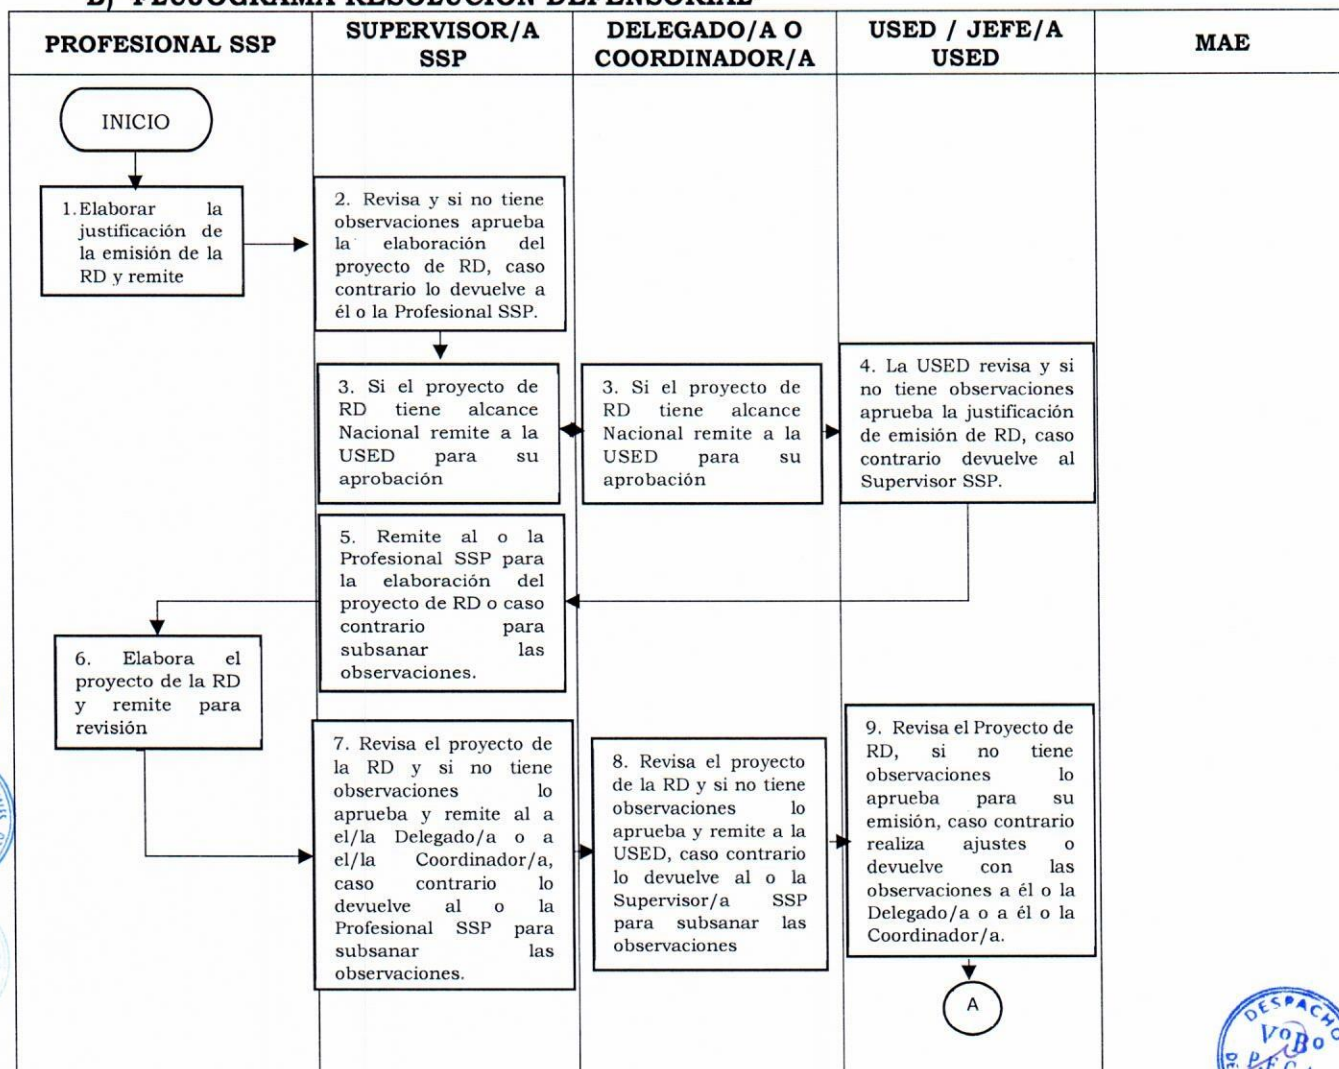 B) FLUJOGRAMA RESOLUCIÓN DEFENSORIAL
PROFESIONAL SSP
SUPERVISOR/A
SSP
DELEGADO/A O
COORDINADOR/A
USED / JEFE/A
USED
MAE
INICIO
1.Elaborar la
justificación de
la emisión de la
RD y remite
2. Revisa y si no tiene
observaciones aprueba
la elaboración del
proyecto de RD, caso
contrario lo devuelve a
él o la Profesional SSP.
3. Si el proyecto de
RD tiene alcance
Nacional remite a la
USED para su
aprobación
3. Si el proyecto de
RD tiene alcance
Nacional remite a la
USED para su
aprobación
4. La USED revisa y si
no tiene observaciones
aprueba la justificación
de emisión de RD, caso
contrario devuelve al
Supervisor SSP.
5. Remite al o la
Profesional SSP para
la elaboración del
proyecto de RD o caso
contrario para
subsanar las
observaciones.
6. Elabora el
proyecto de la RD
y remite para
revisión
7. Revisa el proyecto de
la RD y si no tiene
observaciones lo
aprueba y remite al a
el/la Delegado/a o a
el/la Coordinador/a,
caso contrario lo
devuelve al o la
Profesional SSP para
subsanar las
observaciones.
8. Revisa el proyecto
de la RD y si no tiene
observaciones lo
aprueba y remite a la
USED, caso contrario
lo devuelve al o la
Supervisor/a SSP
para subsanar las
observaciones
9. Revisa el Proyecto de
RD, si no tiene
observaciones lo
aprueba para su
emisión, caso contrario
realiza ajustes o
devuelve con las
observaciones a él o la
Delegado/a o a él o la
Coordinador/a.
A
DESPACHO
VoBo